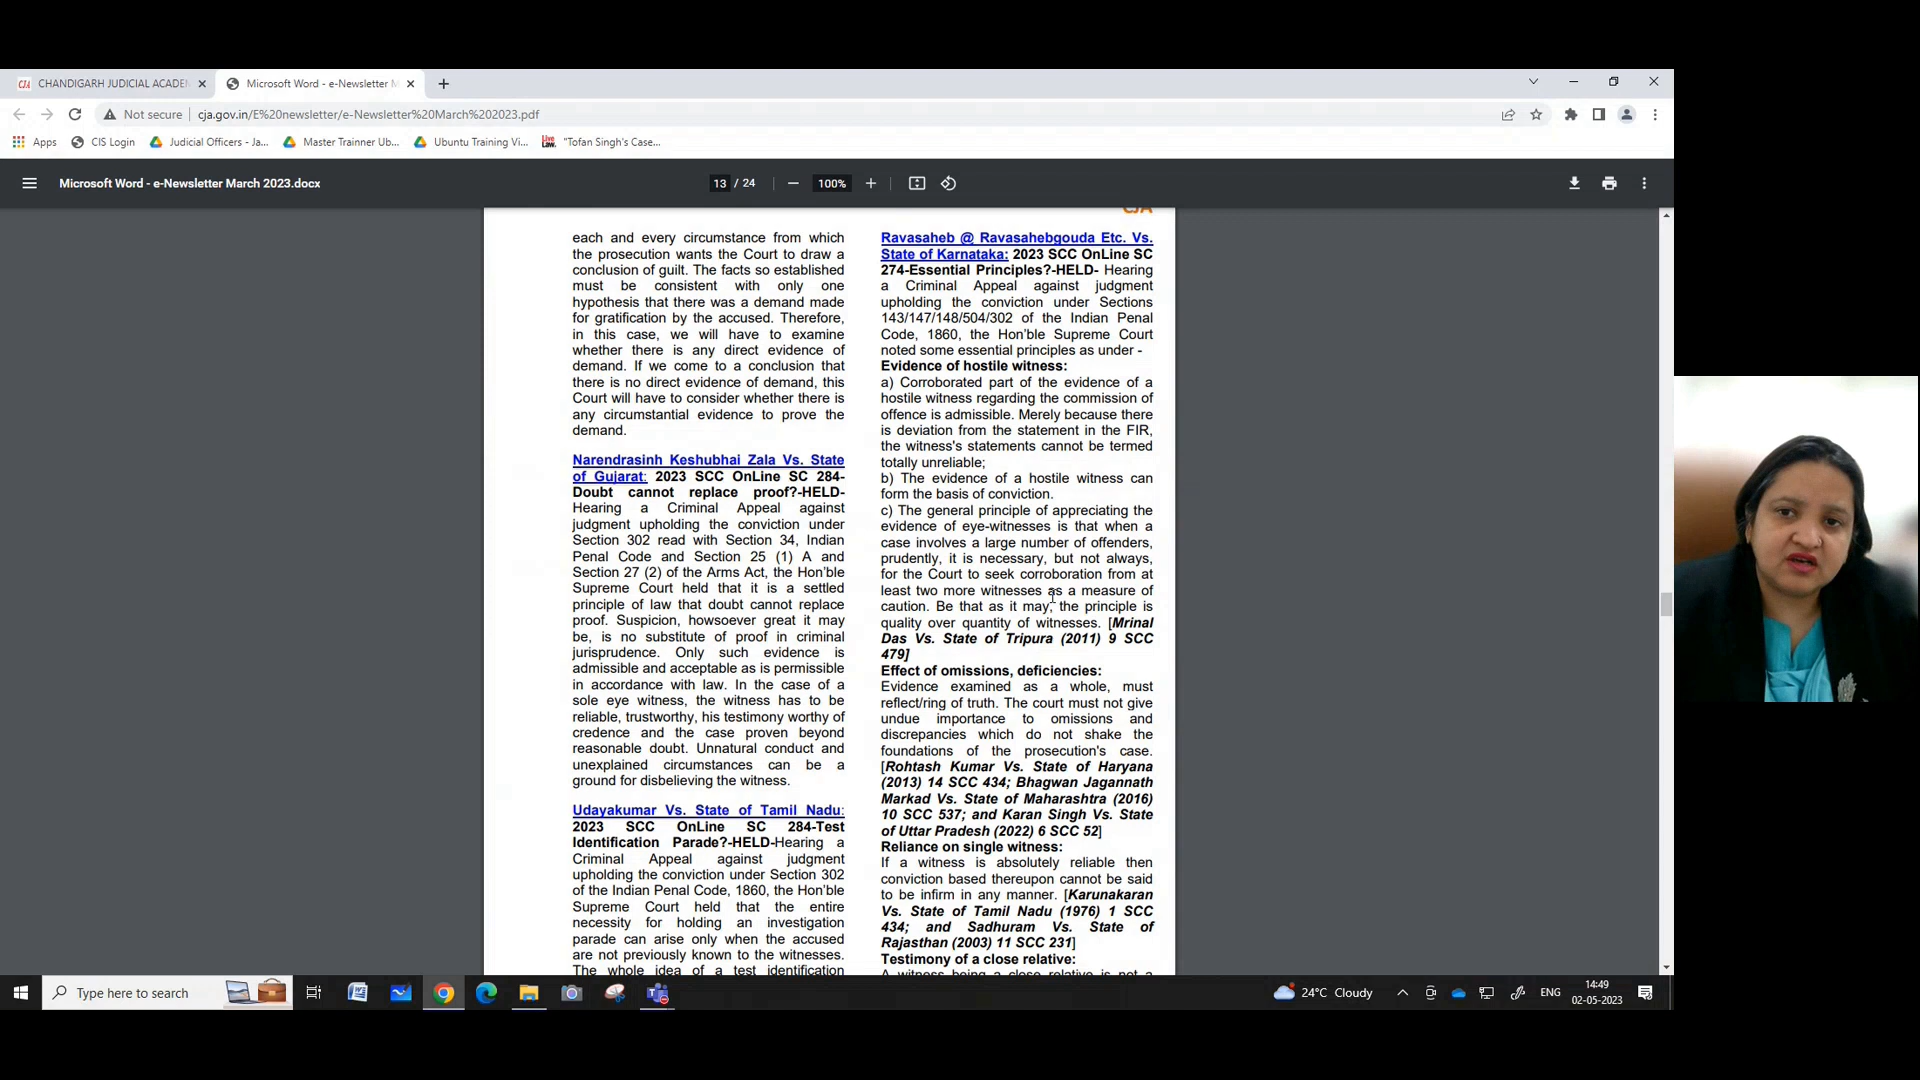 CJA
CHANDIGARH JUDICIAL ACADEM
Microsoft Word - e-Newsletter M
Not secure
cja.gov.in/E%20newsletter/e-Newsletter%20March%202023.pdf
Apps
CIS Login
Judicial Officers - Ja...
Master Trainner Ub...
Ubuntu Training Vi...
Live Law.
"Tofan Singh's Case...
Microsoft Word - e-Newsletter March 2023.docx
13 / 24
100%
CJA
each and every circumstance from which
the prosecution wants the Court to draw a
conclusion of guilt. The facts so established
must be consistent with only one
hypothesis that there was a demand made
for gratification by the accused. Therefore,
in this case, we will have to examine
whether there is any direct evidence of
demand. If we come to a conclusion that
there is no direct evidence of demand, this
Court will have to consider whether there is
any circumstantial evidence to prove the
demand.
Narendrasinh Keshubhai Zala Vs. State
of Gujarat: 2023 SCC OnLine SC 284-
Doubt cannot replace proof?-HELD-
Hearing a Criminal Appeal against
judgment upholding the conviction under
Section 302 read with Section 34, Indian
Penal Code and Section 25 (1) A and
Section 27 (2) of the Arms Act, the Hon'ble
Supreme Court held that it is a settled
principle of law that doubt cannot replace
proof. Suspicion, howsoever great it may
be, is no substitute of proof in criminal
jurisprudence. Only such evidence is
admissible and acceptable as is permissible
in accordance with law. In the case of a
sole eye witness, the witness has to be
reliable, trustworthy, his testimony worthy of
credence and the case proven beyond
reasonable doubt. Unnatural conduct and
unexplained circumstances can be a
ground for disbelieving the witness.
Udayakumar Vs. State of Tamil Nadu:
2023 SCC OnLine SC 284-Test
Identification Parade?-HELD-Hearing a
Criminal Appeal against judgment
upholding the conviction under Section 302
of the Indian Penal Code, 1860, the Hon'ble
Supreme Court held that the entire
necessity for holding an investigation
parade can arise only when the accused
are not previously known to the witnesses.
The whole idea of a test identification
Ravasaheb @ Ravasahebgouda Etc. Vs.
State of Karnataka: 2023 SCC OnLine SC
274-Essential Principles?-HELD- Hearing
a Criminal Appeal against judgment
upholding the conviction under Sections
143/147/148/504/302 of the Indian Penal
Code, 1860, the Hon'ble Supreme Court
noted some essential principles as under -
Evidence of hostile witness:
a) Corroborated part of the evidence of a
hostile witness regarding the commission of
offence is admissible. Merely because there
is deviation from the statement in the FIR,
the witness's statements cannot be termed
totally unreliable;
b) The evidence of a hostile witness can
form the basis of conviction.
c) The general principle of appreciating the
evidence of eye-witnesses is that when a
case involves a large number of offenders,
prudently, it is necessary, but not always,
for the Court to seek corroboration from at
least two more witnesses as a measure of
caution. Be that as it may, the principle is
quality over quantity of witnesses. [Mrinal
Das Vs. State of Tripura (2011) 9 SCC
479]
Effect of omissions, deficiencies:
Evidence examined as a whole, must
reflect/ring of truth. The court must not give
undue importance to omissions and
discrepancies which do not shake the
foundations of the prosecution's case.
[Rohtash Kumar Vs. State of Haryana
(2013) 14 SCC 434; Bhagwan Jagannath
Markad Vs. State of Maharashtra (2016)
10 SCC 537; and Karan Singh Vs. State
of Uttar Pradesh (2022) 6 SCC 52]
Reliance on single witness:
If a witness is absolutely reliable then
conviction based thereupon cannot be said
to be infirm in any manner. [Karunakaran
Vs. State of Tamil Nadu (1976) 1 SCC
434; and Sadhuram Vs. State of
Rajasthan (2003) 11 SCC 231]
Testimony of a close relative:
A witness being a close relative is not a
Type here to search
24°C Cloudy
ENG
14:49
02-05-2023